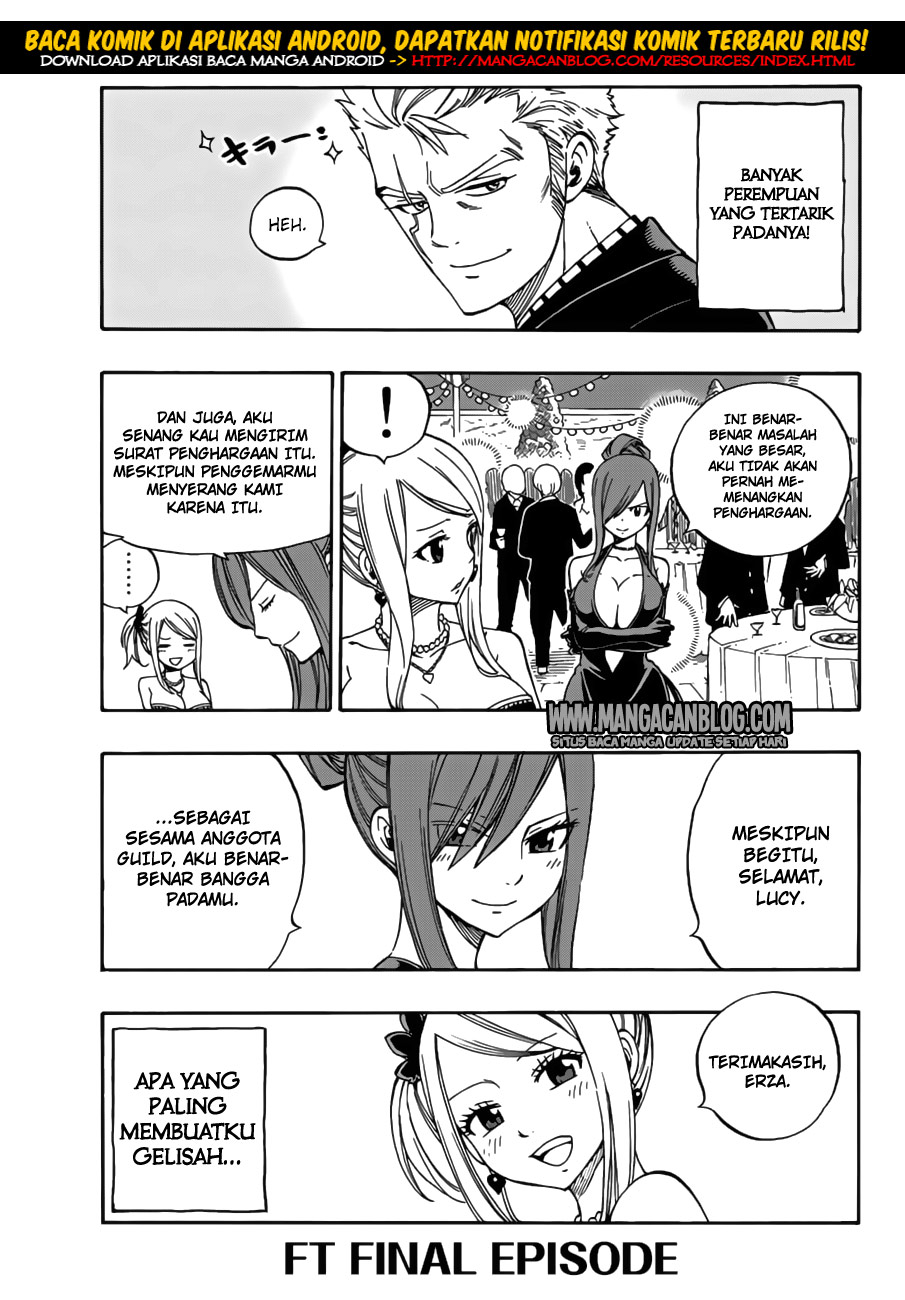 BACA KOMIK DI APLIKASI ANDROID, DAPATKAN NOTIFIKASI KOMIK TERBARU RILIS!
DOWNLOAD APLIKASI BACA MANGA ANDROID -> HTTP://MANGACANBLOG.COM/RESOURCES/INDEX.HTML
BANYAK
PEREMPUAN
YANG TERTARIK
PADANYA!
キラーン
HEH.
INI BENAR-
BENAR MASALAH
YANG BESAR,
AKU TIDAK AKAN
PERNAH ME-
MENANGKAN
PENGHARGAAN.
!
DAN JUGA, AKU
SENANG KAU MENGIRIM
SURAT PENGHARGAAN ITU.
MESKIPUN PENGGEMARMU
MENYERANG KAMI
KARENA ITU.
......
WWW.MANGACANBLOG.COM
SITUS BACA MANGA UPDATE SETIAP HARI
MESKIPUN
BEGITU,
SELAMAT,
LUCY.
...SEBAGAI
SESAMA ANGGOTA
GUILD, AKU BENAR-
BENAR BANGGA
PADAMU.
TERIMAKASIH,
ERZA.
APA YANG
PALING
MEMBUATKU
GELISAH...
FT FINAL EPISODE